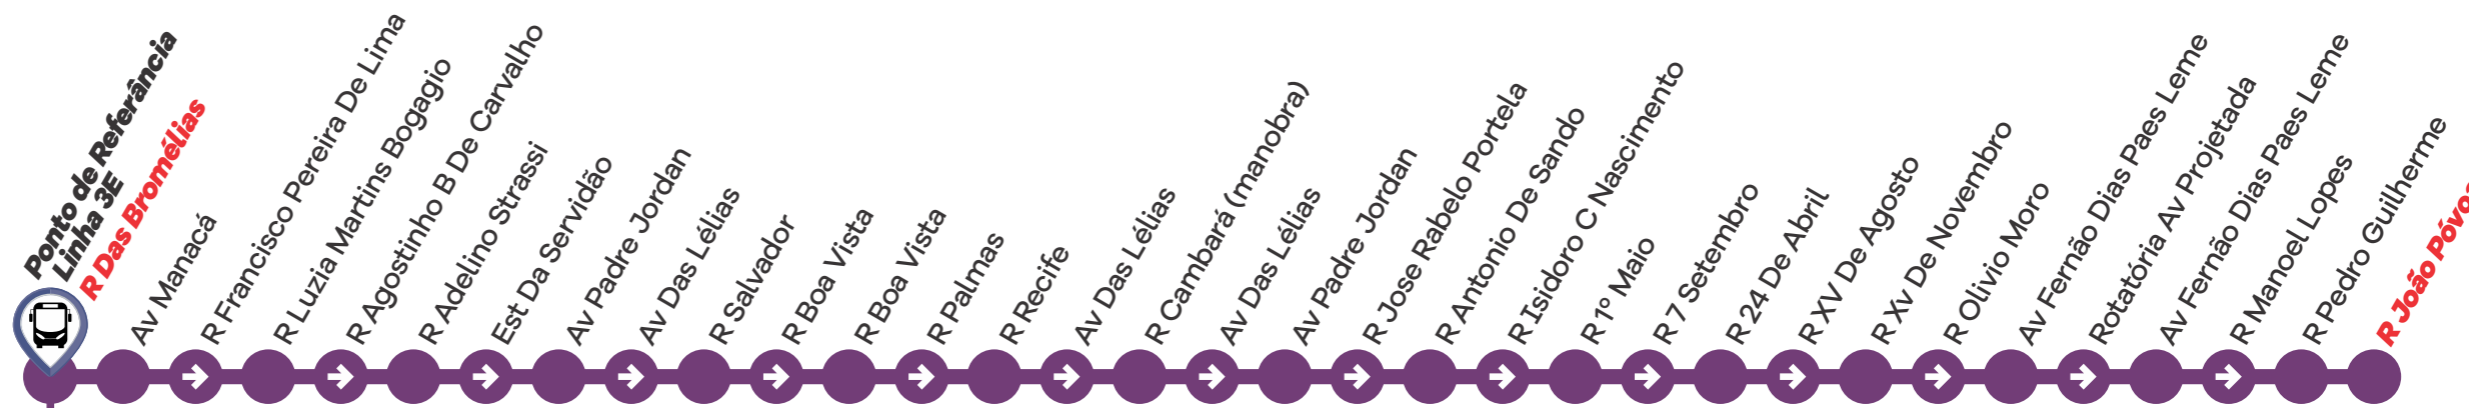 Ponto de Referância
Linha 3E
R Das Bromélias
Av Manacá
R Francisco Pereira De Lima
R Luzia Martins Bogagio
R Agostinho B De Carvalho
R Adelino Strassi
Est Da Servidão
Av Padre Jordan
Av Das Lélias
R Salvador
R Boa Vista
R Boa Vista
R Palmas
R Recife
Av Das Lélias
R Cambará (manobra)
Av Das Lélias
Av Padre Jordan
R Jose Rabelo Portela
R Antonio De Sando
R Isidoro C Nascimento
R 1º Maio
R 7 Setembro
R 24 De Abril
R XV De Agosto
R Xv De Novembro
R Olivio Moro
Av Fernão Dias Paes Leme
Rotatória Av Projetada
Av Fernão Dias Paes Leme
R Manoel Lopes
R Pedro Guilherme
R João Póvoa